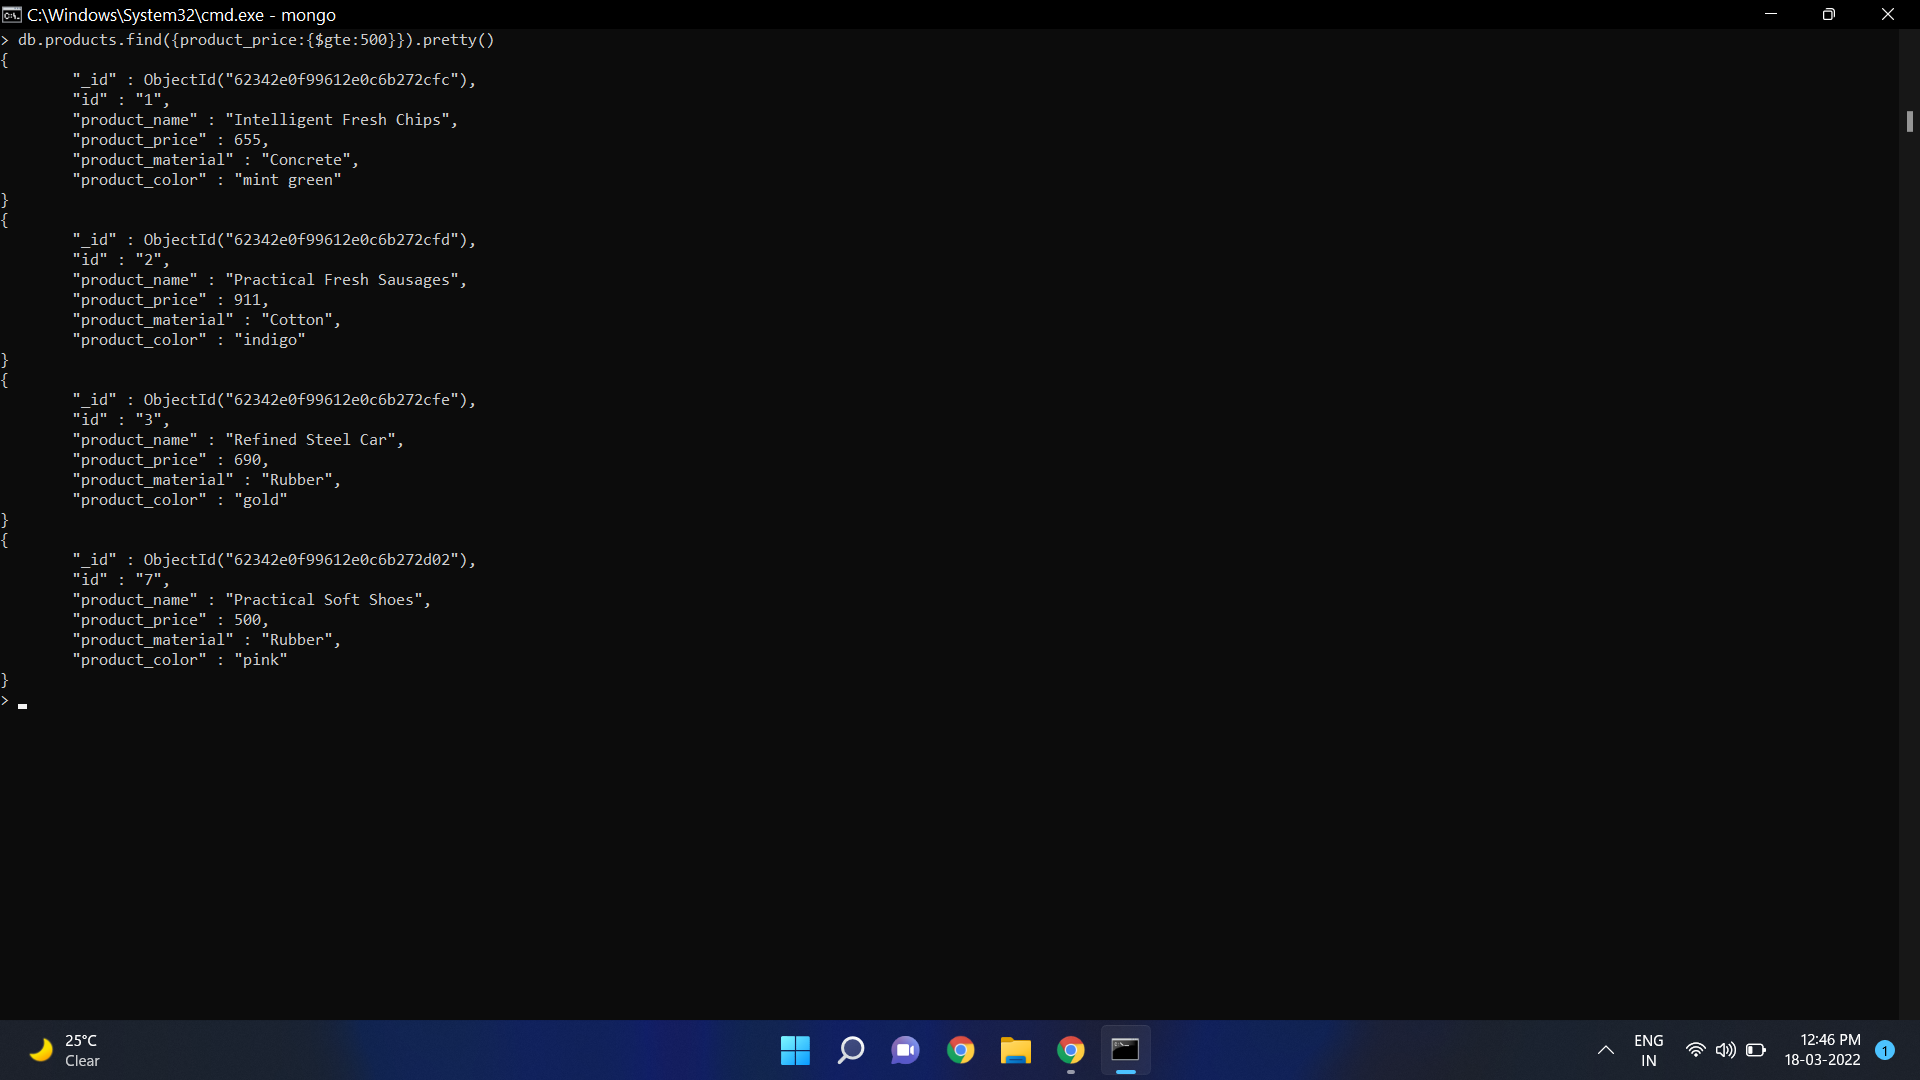 C:\Windows\System32\cmd.exe - mongo
> db.products.find({product_price:{$gte:500}}).pretty()
{
        "_id" : ObjectId("62342e0f99612e0c6b272cfc"),
        "id" : "1",
        "product_name" : "Intelligent Fresh Chips",
        "product_price" : 655,
        "product_material" : "Concrete",
        "product_color" : "mint green"
}
{
        "_id" : ObjectId("62342e0f99612e0c6b272cfd"),
        "id" : "2",
        "product_name" : "Practical Fresh Sausages",
        "product_price" : 911,
        "product_material" : "Cotton",
        "product_color" : "indigo"
}
{
        "_id" : ObjectId("62342e0f99612e0c6b272cfe"),
        "id" : "3",
        "product_name" : "Refined Steel Car",
        "product_price" : 690,
        "product_material" : "Rubber",
        "product_color" : "gold"
}
{
        "_id" : ObjectId("62342e0f99612e0c6b272d02"),
        "id" : "7",
        "product_name" : "Practical Soft Shoes",
        "product_price" : 500,
        "product_material" : "Rubber",
        "product_color" : "pink"
}
>
25°C
Clear
ENG
IN
12:46 PM
18-03-2022
1